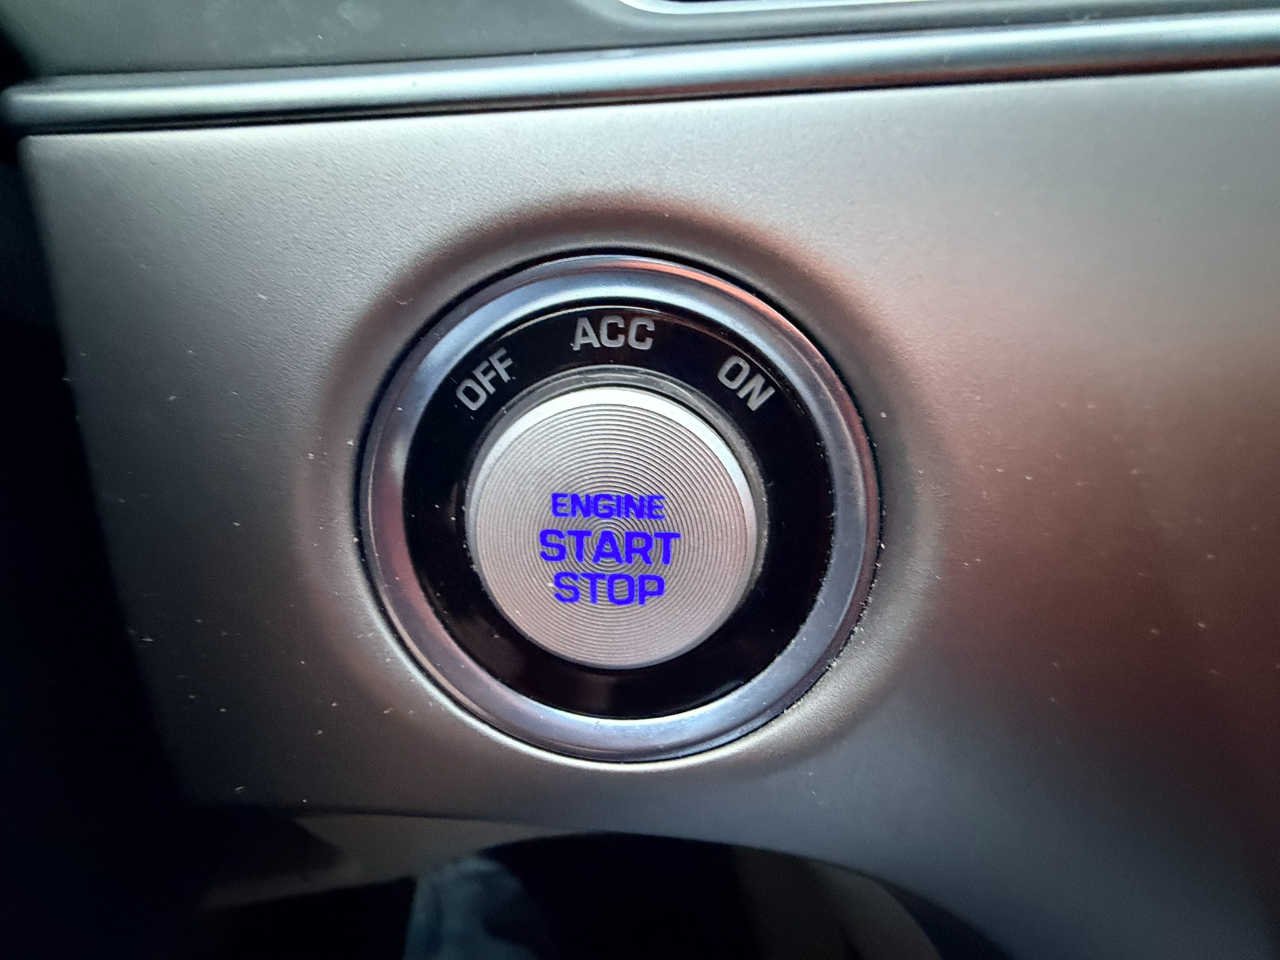 OFF ACC ON
ENGINE
START
STOP